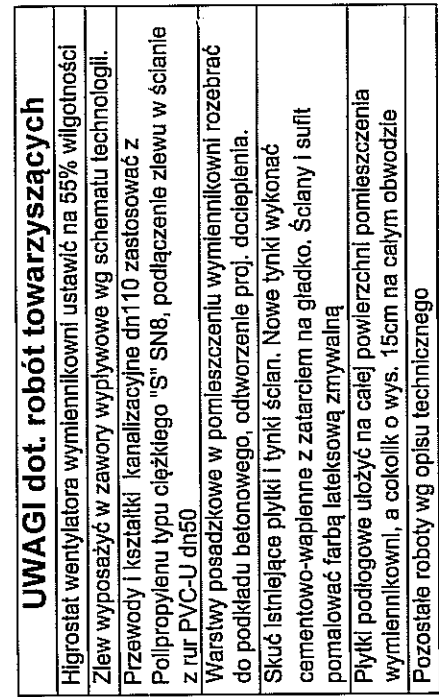 UWAGI dot. robót towarzyszących
Higrostat wentylatora wymiennikowni ustawić na 55% wilgotności
Zlew wyposażyć w zawory wypływowe wg schematu technologii.
Przewody i kształtki kanalizacyjne dn110 zastosować z
Polipropylenu typu ciężkiego "S" SN8, podłączenie zlewu w ścianie
z rur PVC-U dn50
Warstwy posadzkowe w pomieszczeniu wymiennikowni rozebrać
do podkładu betonowego, odtworzenie proj. docieplenia.
Skuć istniejące płytki i tynki ścian. Nowe tynki wykonać
cementowo-wapienne z zatarciem na gładko. Ściany i sufit
pomalować farbą lateksową zmywalną
Płytki podłogowe ułożyć na całej powierzchni pomieszczenia
wymiennikowni, a cokolik o wys. 15cm na całym obwodzie
Pozostałe roboty wg opisu technicznego